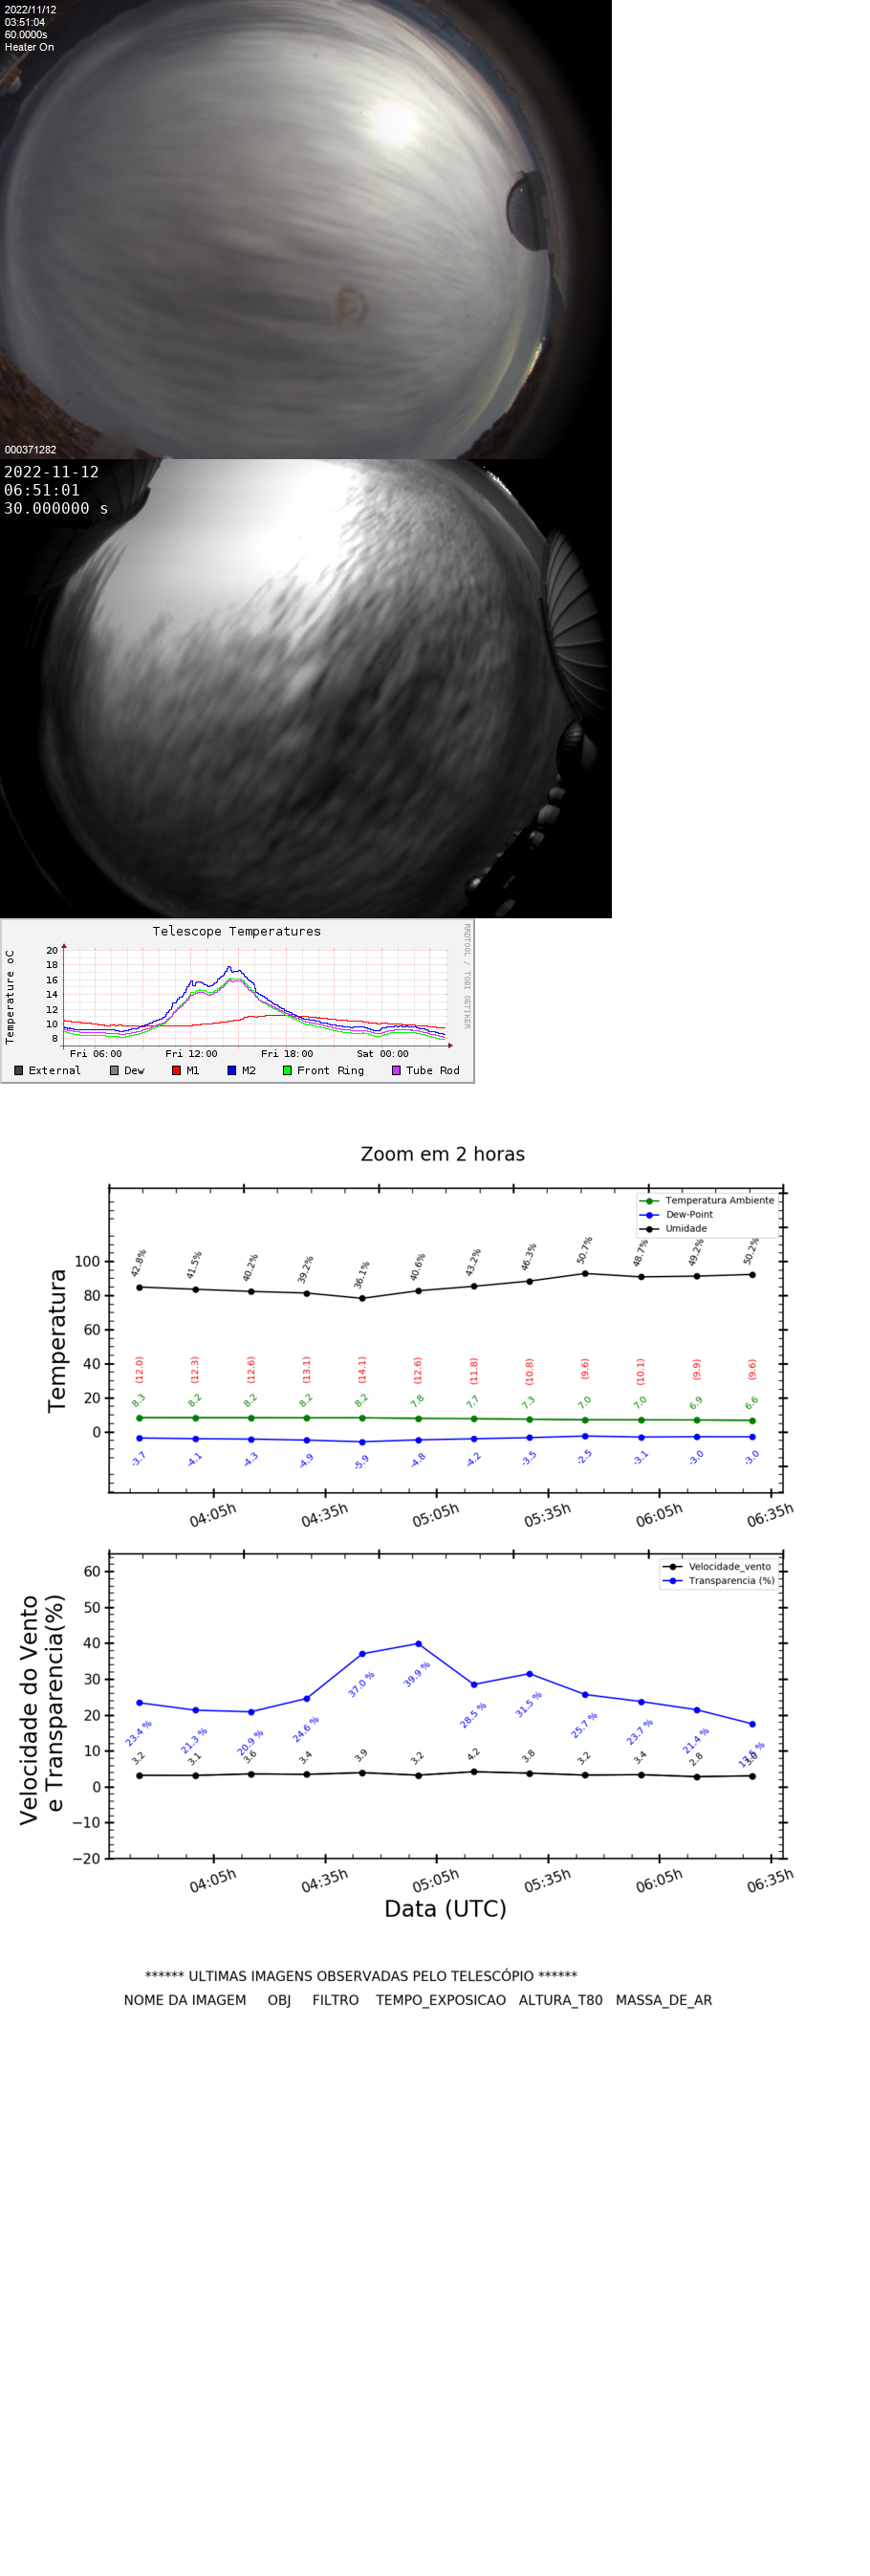 2022/11/12
03:51:04
60.0000s
Heater On
000371282
2022-11-12
06:51:01
30.000000 s
Telescope Temperatures
RRDTOOL / TOBI OETIKER
Temperature oC
20
18
16
14
12
10
8
Fri 06:00 Fri 12:00 Fri 18:00 Sat 00:00
External Dew M1 M2 Front Ring Tube Rod
Zoom em 2 horas
Temperatura Ambiente
Dew-Point
Umidade
Temperatura
100
80
60
40
20
0
42.8% 41.5% 40.2% 39.2% 36.1% 40.6% 43.2% 46.3% 50.7% 48.7% 49.2% 50.2%
(12.0) (12.3) (12.6) (13.1) (14.1) (12.6) (11.8) (10.8) (9.6) (10.1) (9.9) (9.6)
8.3 8.2 8.2 8.2 8.2 7.8 7.7 7.3 7.0 7.0 6.9 6.6
-3.7 -4.1 -4.3 -4.9 -5.9 -4.8 -4.2 -3.5 -2.5 -3.1 -3.0 -3.0
04:05h 04:35h 05:05h 05:35h 06:05h 06:35h
Velocidade_vento
Transparencia (%)
Velocidade do Vento
e Transparencia(%)
60
50
40
30
20
10
0
−10
−20
23.4 % 21.3 % 20.9 % 24.6 % 37.0 % 39.9 % 28.5 % 31.5 % 25.7 % 23.7 % 21.4 %
3.2 3.1 3.6 3.4 3.9 3.2 4.2 3.8 3.2 3.4 2.8
04:05h 04:35h 05:05h 05:35h 06:05h 06:35h
Data (UTC)
****** ULTIMAS IMAGENS OBSERVADAS PELO TELESCÓPIO ******
NOME DA IMAGEM OBJ FILTRO TEMPO_EXPOSICAO ALTURA_T80 MASSA_DE_AR